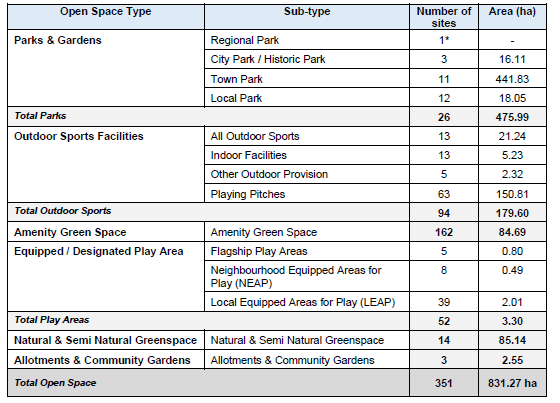 Open Space Type Sub-type Number of sites Area (ha)
Parks & Gardens Regional Park 1* -
City Park / Historic Park 3 16.11
Town Park 11 441.83
Local Park 12 18.05
Total Parks 26 475.99
Outdoor Sports Facilities All Outdoor Sports 13 21.24
Indoor Facilities 13 5.23
Other Outdoor Provision 5 2.32
Playing Pitches 63 150.81
Total Outdoor Sports 94 179.60
Amenity Green Space Amenity Green Space 162 84.69
Equipped / Designated Play Area Flagship Play Areas 5 0.80
Neighbourhood Equipped Areas for
Play (NEAP) 8 0.49
Local Equipped Areas for Play (LEAP) 39 2.01
Total Play Areas 52 3.30
Natural & Semi Natural Greenspace Natural & Semi Natural Greenspace 14 85.14
Allotments & Community Gardens Allotments & Community Gardens 3 2.55
Total Open Space 351 831.27 ha